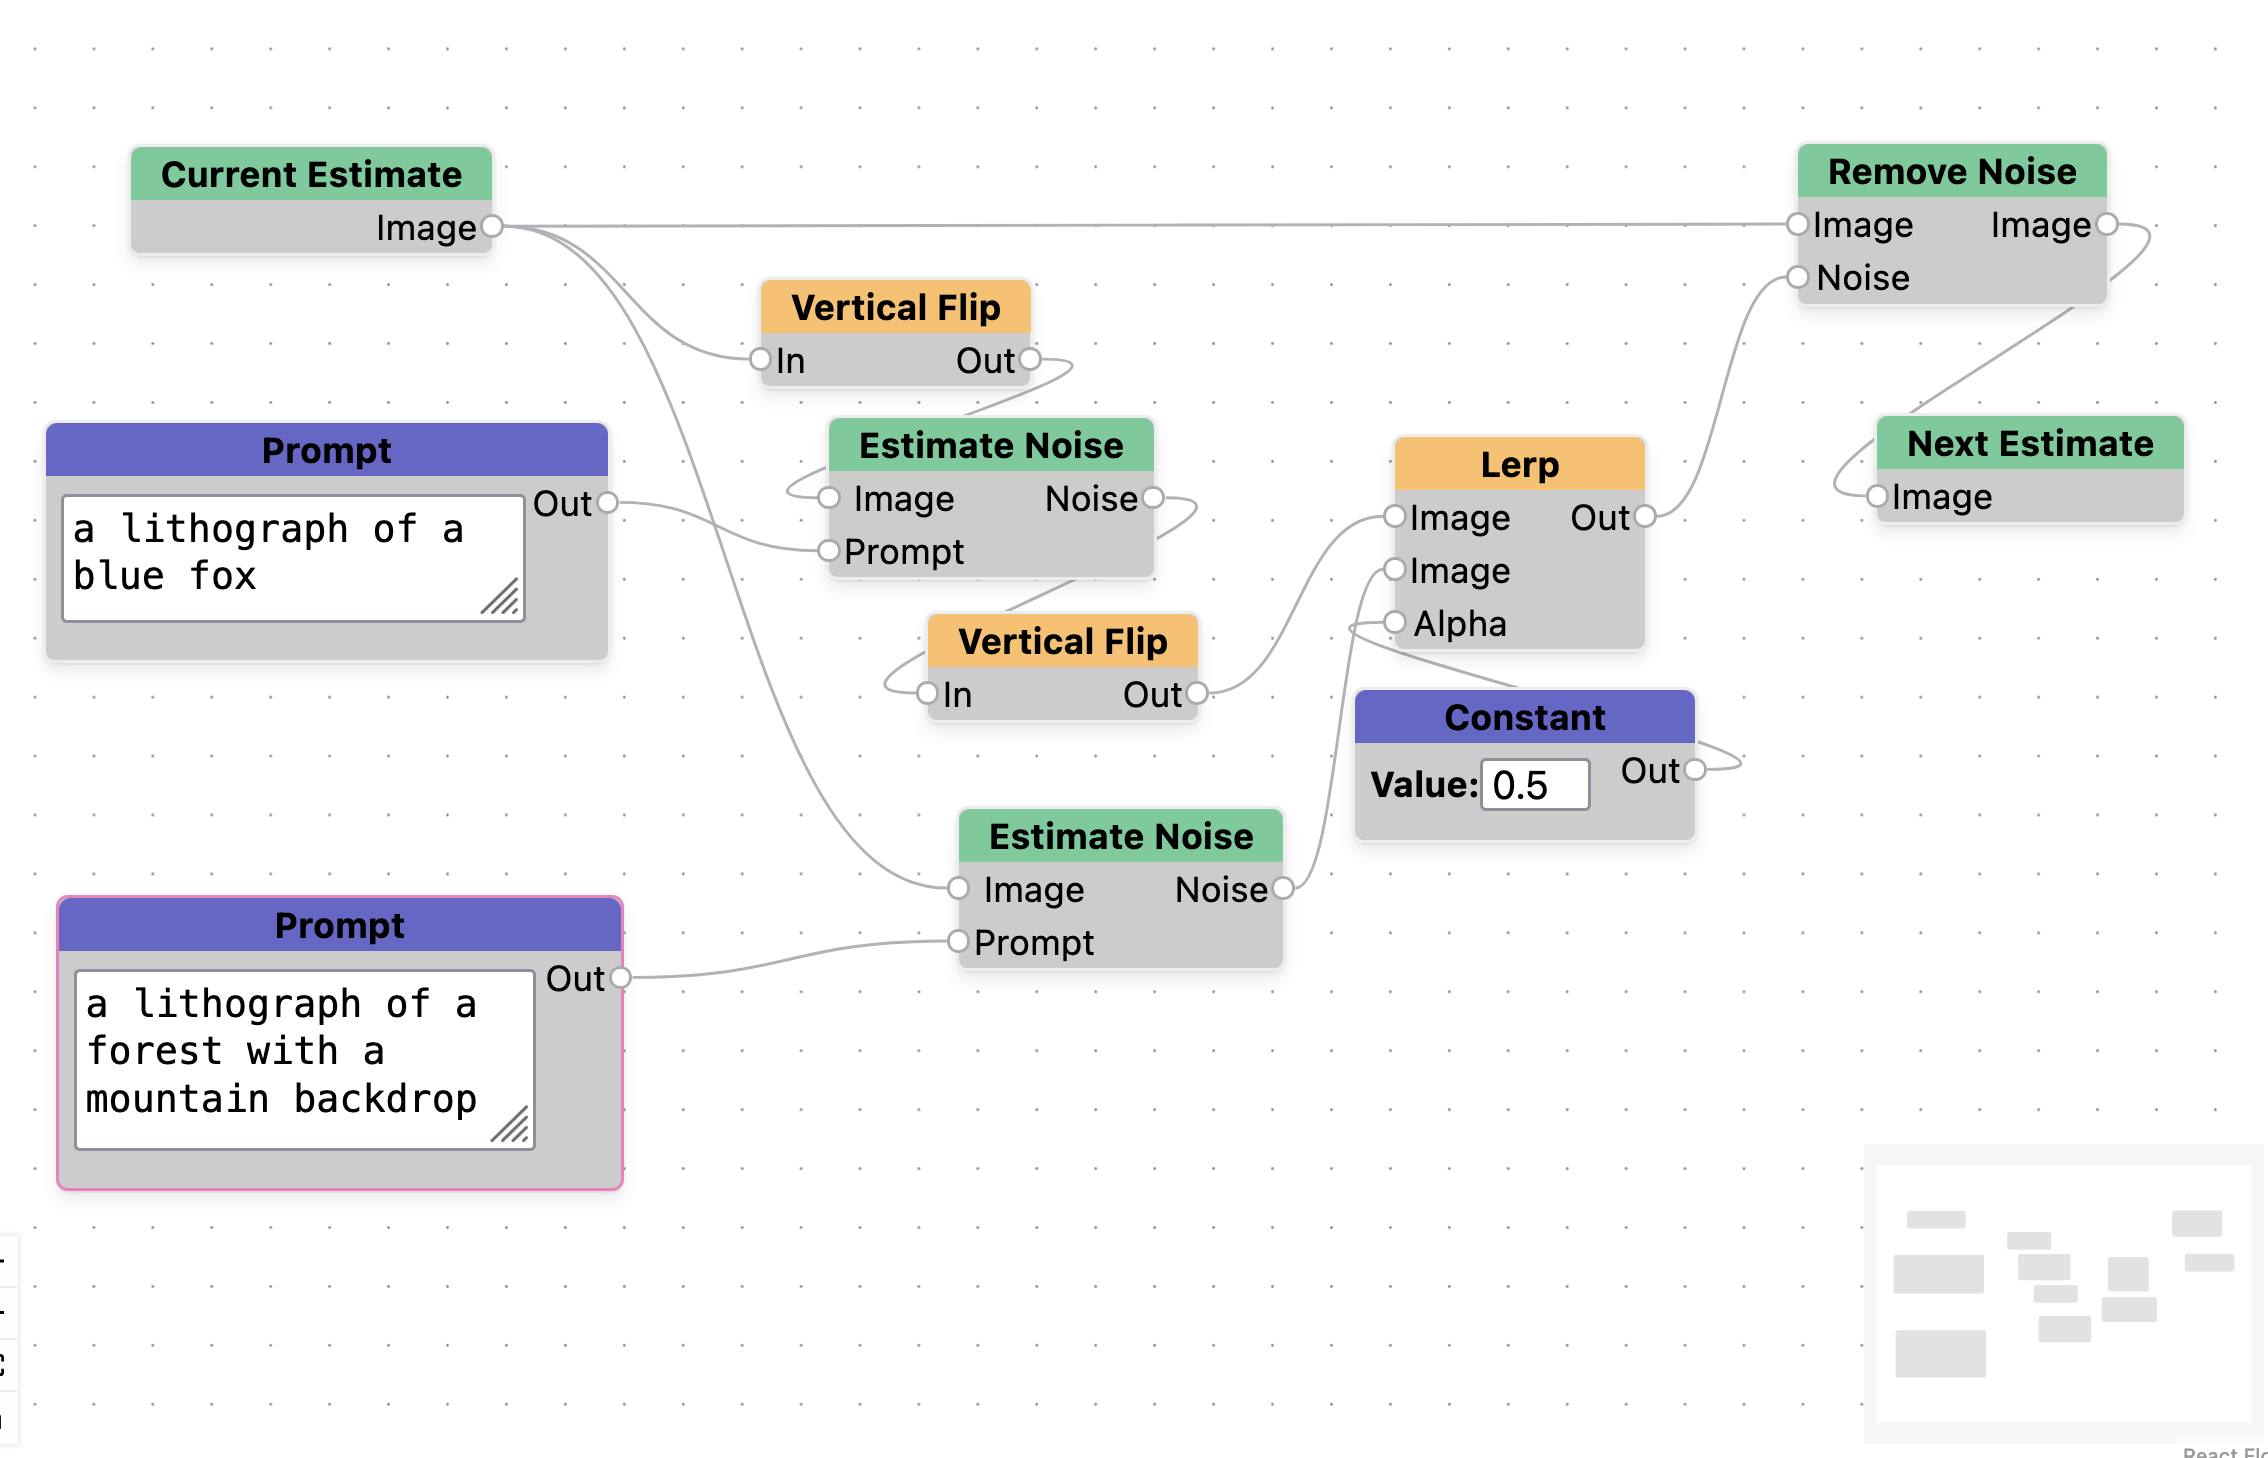 Current Estimate
Image
Remove Noise
Image Image
Noise
Vertical Flip
In Out
Prompt
Out
a lithograph of a
blue fox
Estimate Noise
Image Noise
Prompt
Lerp
Image Out
Image
Alpha
Next Estimate
Image
Vertical Flip
In Out
Constant
Value: 0.5 Out
Estimate Noise
Image Noise
Prompt
Prompt
Out
a lithograph of a
forest with a
mountain backdrop
React